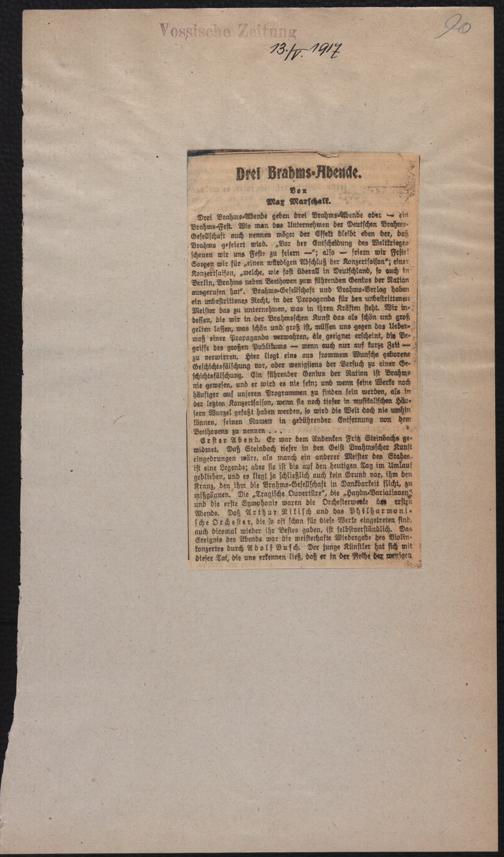 Vossische Zeitung
20
13. V. 1917
Drei Brahms-Abende.
Von
Max Marschalk.
Drei Brahms-Abende geben drei Brahms-Abende oder — ein
Brahms-Fest. Wie man das Unternehmen der Deutschen Brahms-
Gesellschaft auch nennen möge: der Effekt bleibt eben der, daß
Brahms gefeiert wird. „Vor der Entscheidung des Weltkrieges
scheuen wir uns Feste zu feiern —“; also — feiern wir Feste!
Sorgen wir für „einen würdigen Abschluß der Konzertsaison“; einer
Konzertsaison, „welche, wie fast überall in Deutschland, so auch in
Berlin, Brahms neben Beethoven zum führenden Genius der Nation
ausgerufen hat“. Brahms-Gesellschaft und Brahms-Verlag haben
ein unbestrittenes Recht, in der Propaganda für den unbestrittenen
Meister das zu unternehmen, was in ihren Kräften steht. Wir in-
dessen, die wir in der Brahmsschen Kunst das als schön und groß
gelten lassen, was schön und groß ist, müssen uns gegen das Ueber-
maß einer Propaganda verwahren, die geeignet erscheint, die Be-
griffe des großen Publikums — wenn auch nur auf kurze Zeit —
zu verwirren. Hier liegt eine aus frommem Wunsche geborene
Geschichtsfälschung vor, oder wenigstens der Versuch zu einer Ge-
schichtsfälschung. Ein führender Genius der Nation ist Brahms
nie gewesen, und er wird es nie sein; und wenn seine Werke noch
häufiger auf unseren Programmen zu finden sein werden, als in
der letzten Konzertsaison, wenn sie noch tiefer in musikalischen Häu-
sern Wurzel gefaßt haben werden, so wird die Welt doch nie umhin
können, seinen Namen in gebührender Entfernung von dem
Beethovens zu nennen . . .
Erster Abend. Er war dem Andenken Fritz Steinbachs ge-
widmet. Daß Steinbach tiefer in den Geist Brahmsscher Kunst
eingedrungen wäre, als manch ein anderer Meister des Stabes,
ist eine Legende; aber sie ist bis auf den heutigen Tag im Umlauf
geblieben, und es liegt ja schließlich auch kein Grund vor, ihm den
Kranz, den ihm die Brahms-Gesellschaft in Dankbarkeit flicht, zu
mißgönnen. Die „Tragische Ouvertüre“, die „Haydn-Variationen“
und die erste Symphonie waren die Orchesterwerke des ersten
Abends. Daß Arthur Nikisch und das Philharmoni-
sche Orchester, die so oft schon für diese Werke eingetreten sind,
auch diesmal wieder ihr Bestes gaben, ist selbstverständlich. Das
Ereignis des Abends war die meisterhafte Wiedergabe des Violin-
konzertes durch Adolf Busch. Der junge Künstler hat sich mit
dieser Tat, die uns erkennen ließ, daß er in der Reihe der wenigen